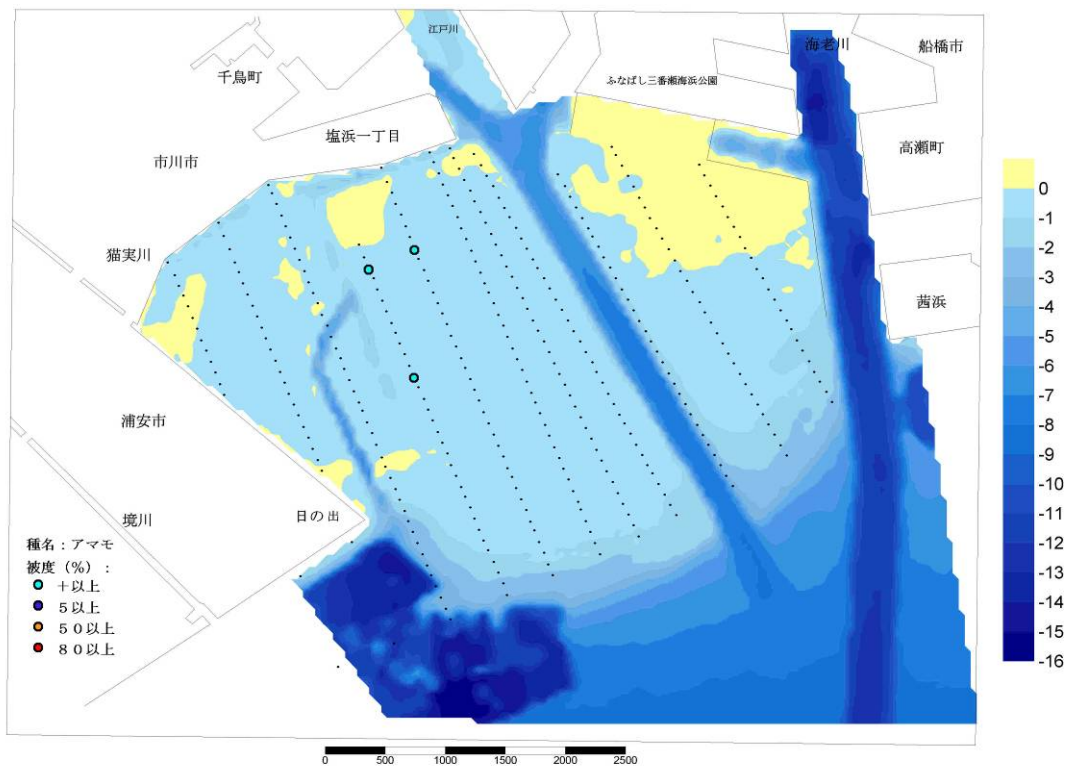 江戸川
海老川
船橋市
千鳥町
ふなばし三番瀬海浜公園
塩浜一丁目
高瀬町
市川市
猫実川
茜浜
浦安市
境川
日の出
種名：アマモ
被度（%）：
＋以上
５以上
５０以上
８０以上
0
-1
-2
-3
-4
-5
-6
-7
-8
-9
-10
-11
-12
-13
-14
-15
-16
0 500 1000 1500 2000 2500